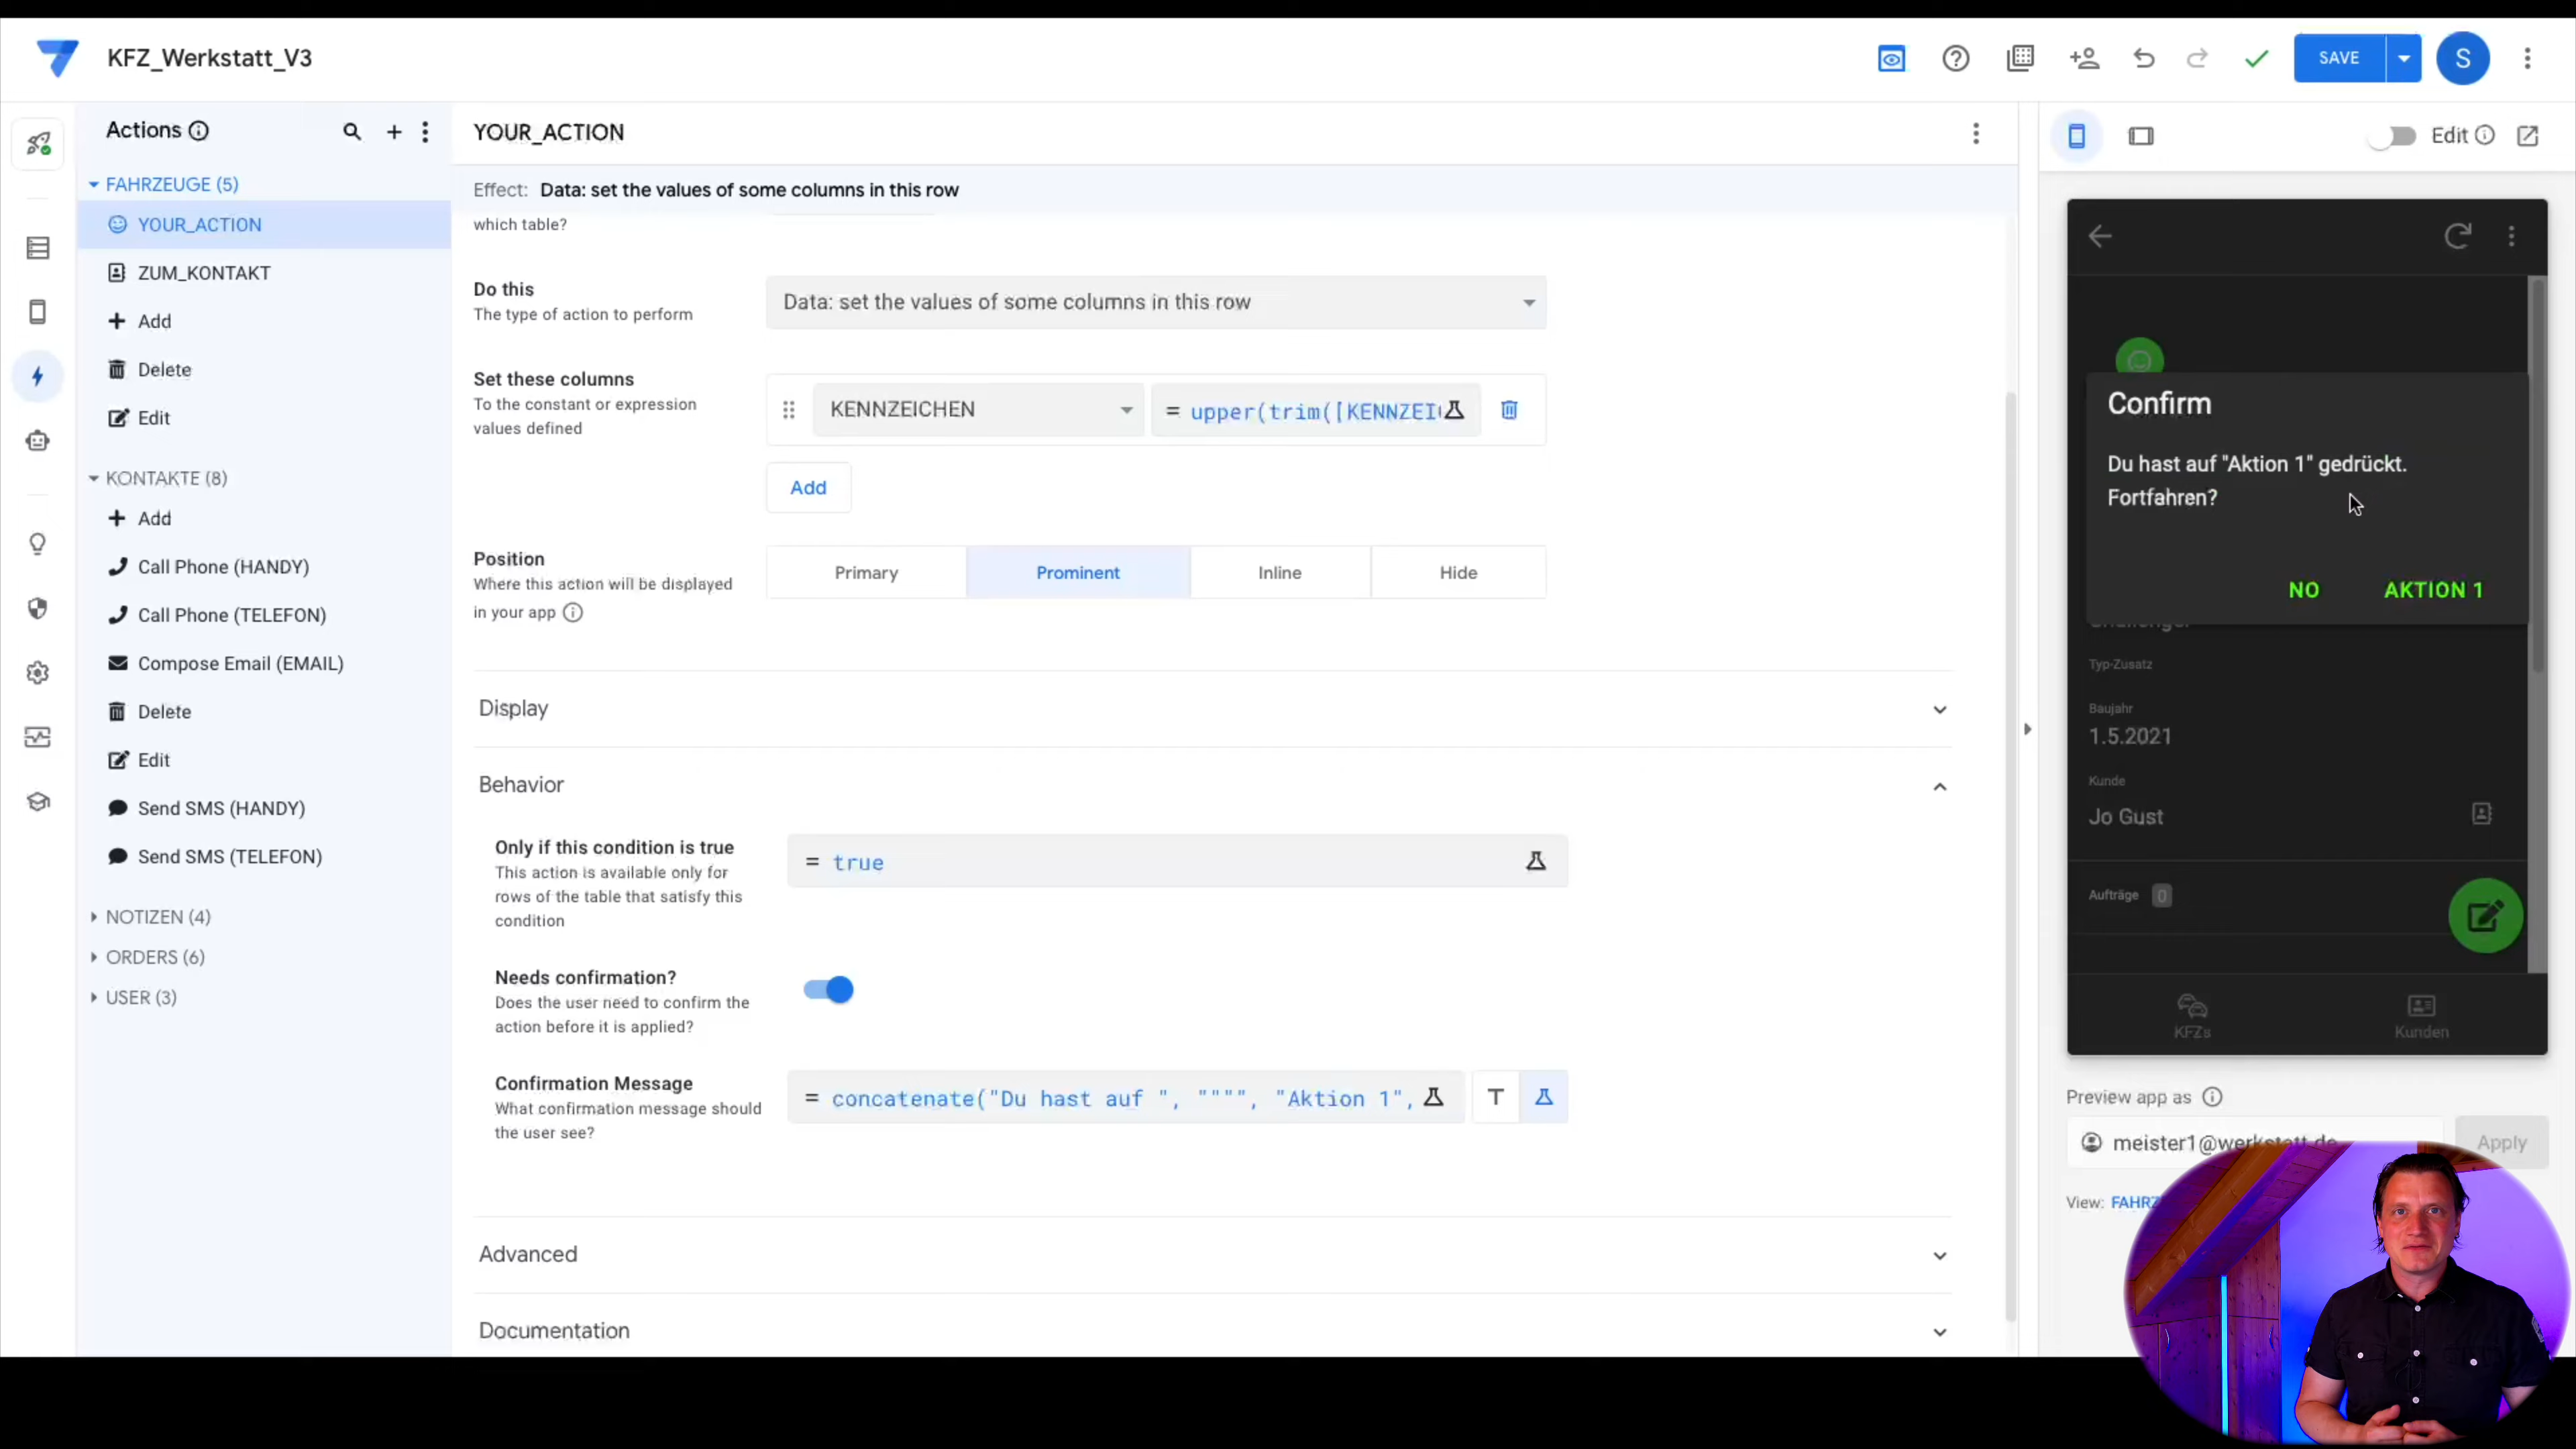 KFZ_Werkstatt_V3
SAVE
S
Actions
FAHRZEUGE (5)
YOUR_ACTION
ZUM_KONTAKT
Add
Delete
Edit
KONTAKTE (8)
Add
Call Phone (HANDY)
Call Phone (TELEFON)
Compose Email (EMAIL)
Delete
Edit
Send SMS (HANDY)
Send SMS (TELEFON)
NOTIZEN (4)
ORDERS (6)
USER (3)
YOUR_ACTION
Effect: Data: set the values of some columns in this row
which table?
Do this
The type of action to perform
Data: set the values of some columns in this row
Set these columns
To the constant or expression
values defined
KENNZEICHEN
= upper(trim([KENNZEI
Add
Position
Where this action will be displayed
in your app
Primary
Prominent
Inline
Hide
Display
Behavior
Only if this condition is true
This action is available only for
rows of the table that satisfy this
condition
= true
Needs confirmation?
Does the user need to confirm the
action before it is applied?
Confirmation Message
What confirmation message should
the user see?
= concatenate("Du hast auf ", """", "Aktion 1",
T
Advanced
Documentation
Edit
Confirm
Du hast auf "Aktion 1" gedrückt.
Fortfahren?
NO
AKTION 1
Typ-Zusatz
Baujahr
1.5.2021
Kunde
Jo Gust
Aufträge 0
KFZs
Kunden
Preview app as
meister1@werkstatt.de
Apply
View: